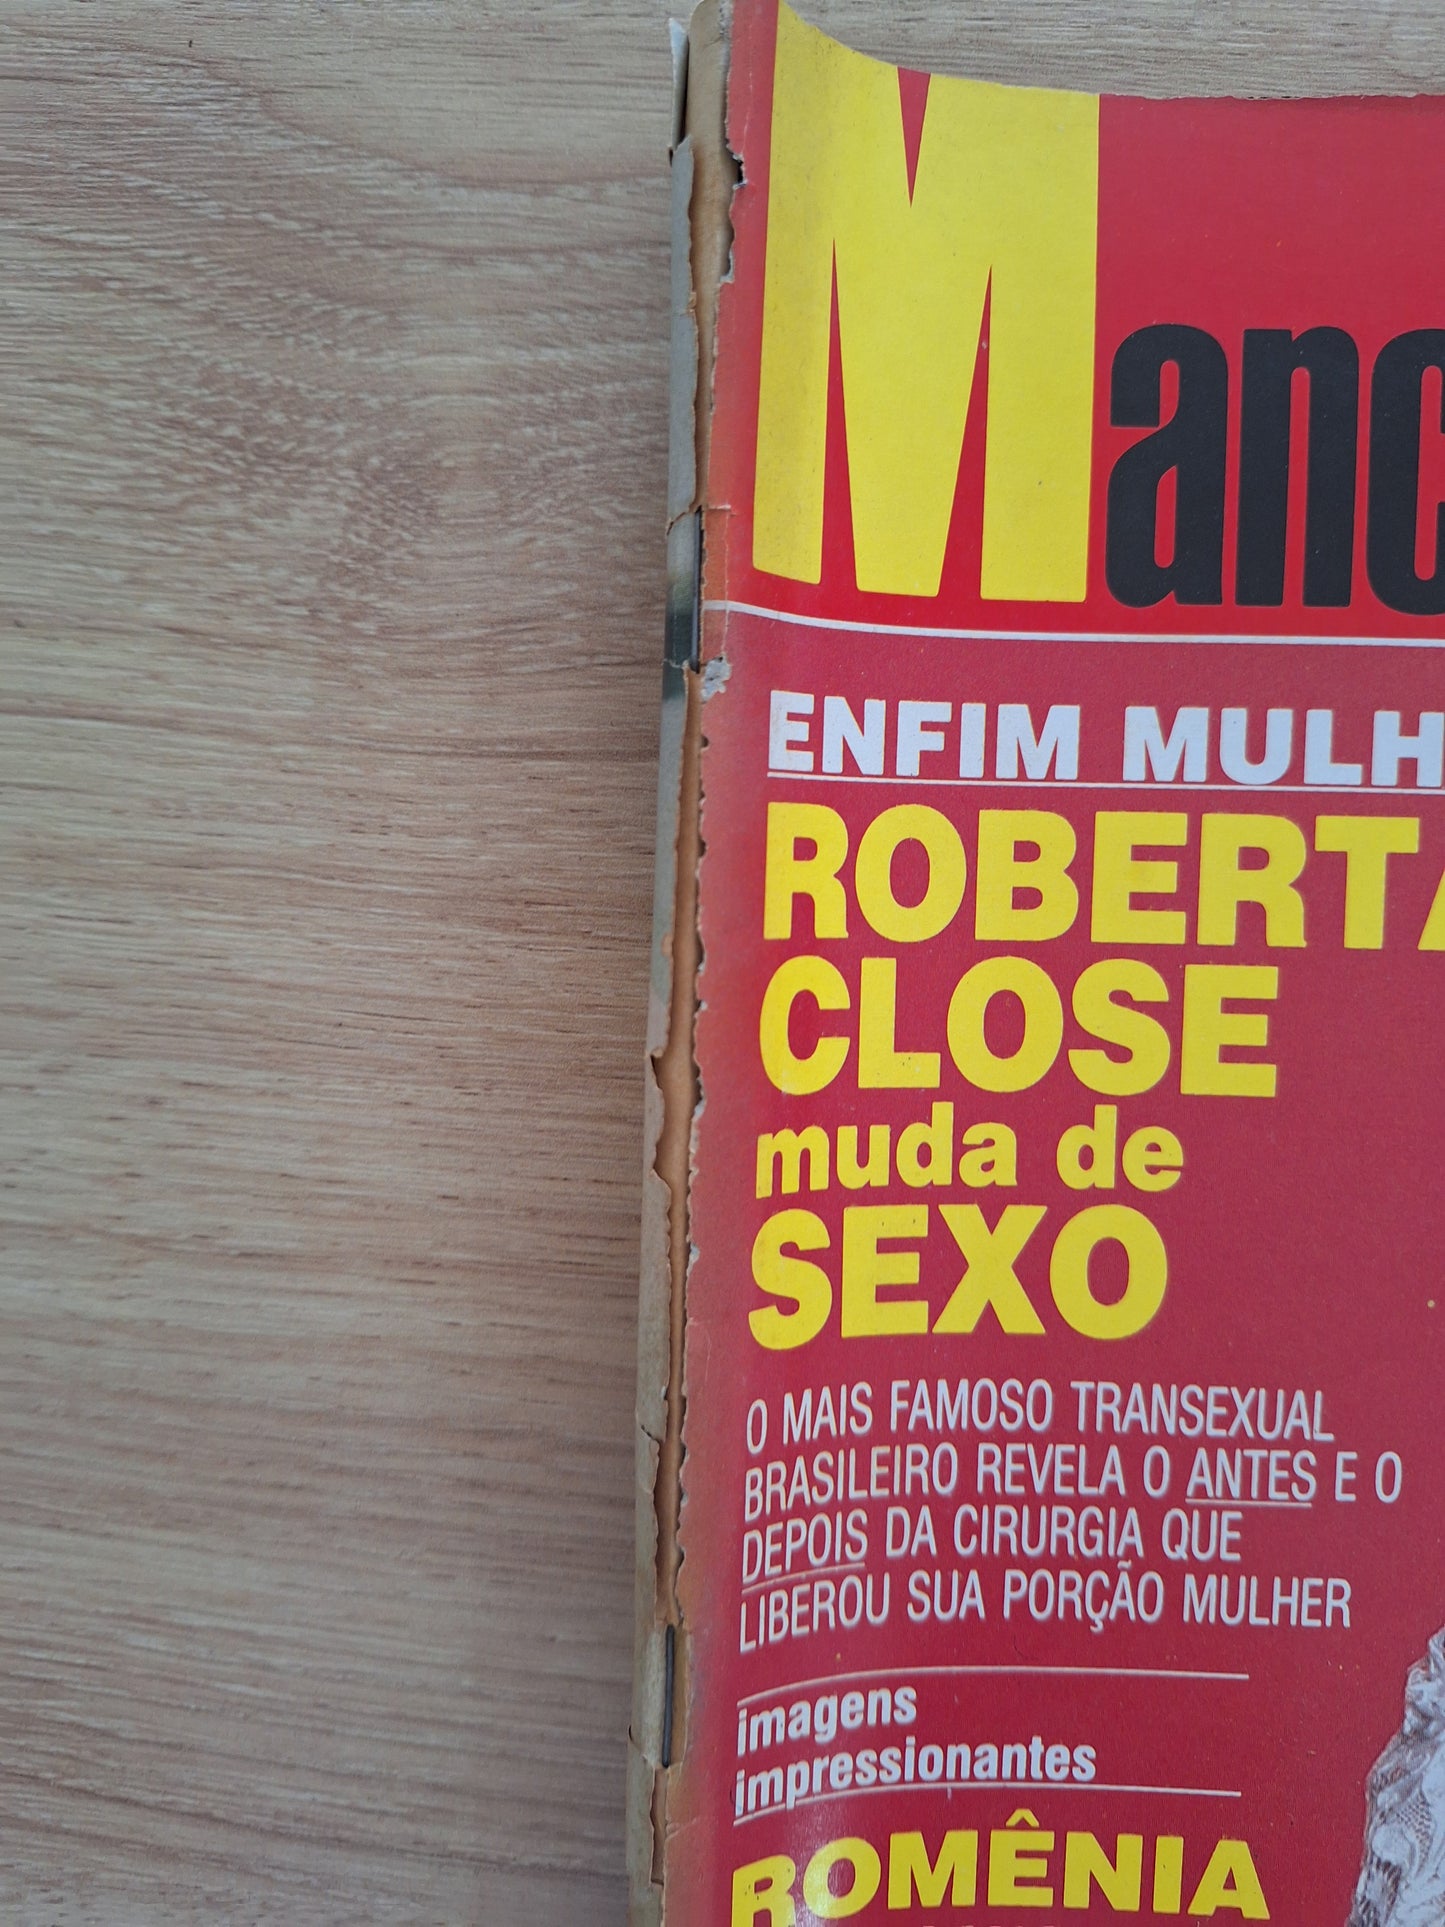 Manc
ENFIM MULH
ROBERTA
CLOSE
muda de
SEXO
O MAIS FAMOSO TRANSEXUAL
BRASILEIRO REVELA O ANTES E O
DEPOIS DA CIRURGIA QUE
LIBEROU SUA PORÇÃO MULHER
imagens
impressionantes
ROMÊNIA